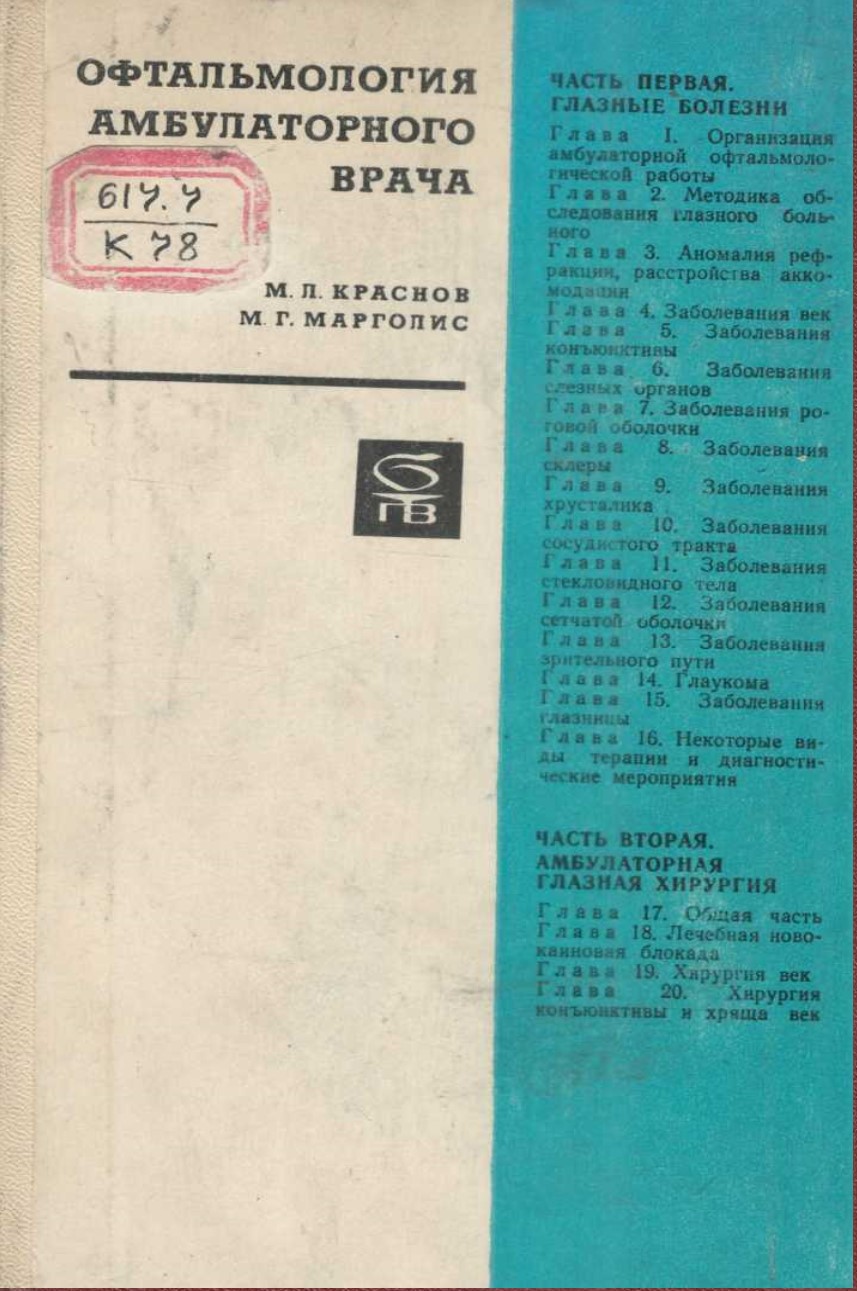 ОФТАЛЬМОЛОГИЯ
АМБУЛАТОРНОГО
ВРАЧА
617.7
К 78
М. Л. КРАСНОВ
М. Г. МАРГОЛИС
БПВ
ЧАСТЬ ПЕРВАЯ.
ГЛАЗНЫЕ БОЛЕЗНИ
Глава 1. Организация
амбулаторной офтальмоло-
гической работы
Глава 2. Методика об-
следования глазного боль-
ного
Глава 3. Аномалия реф-
ракции, расстройства акко-
модации
Глава 4. Заболевания век
Глава 5. Заболевания
конъюнктивы
Глава 6. Заболевания
слезных органов
Глава 7. Заболевания ро-
говой оболочки
Глава 8. Заболевания
склеры
Глава 9. Заболевания
хрусталика
Глава 10. Заболевания
сосудистого тракта
Глава 11. Заболевания
стекловидного тела
Глава 12. Заболевания
сетчатой оболочки
Глава 13. Заболевания
зрительного пути
Глава 14. Глаукома
Глава 15. Заболевания
глазницы
Глава 16. Некоторые ви-
ды терапии и диагности-
ческие мероприятия
ЧАСТЬ ВТОРАЯ.
АМБУЛАТОРНАЯ
ГЛАЗНАЯ ХИРУРГИЯ
Глава 17. Общая часть
Глава 18. Лечебная ново-
каиновая блокада
Глава 19. Хирургия век
Глава 20. Хирургия
конъюнктивы и хряща век